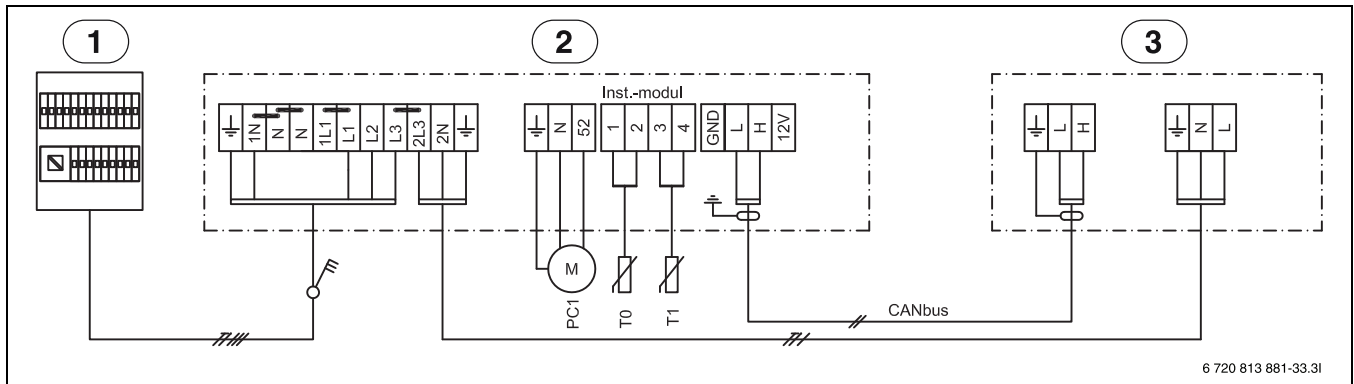 1
2
3
Inst.-modul
1N
N
N
1L1
L1
L2
L3
2L3
2N
N
52
1
2
3
4
GND
L
H
12V
L
H
N
L
M
PC1
T0
T1
CANbus
6 720 813 881-33.3I